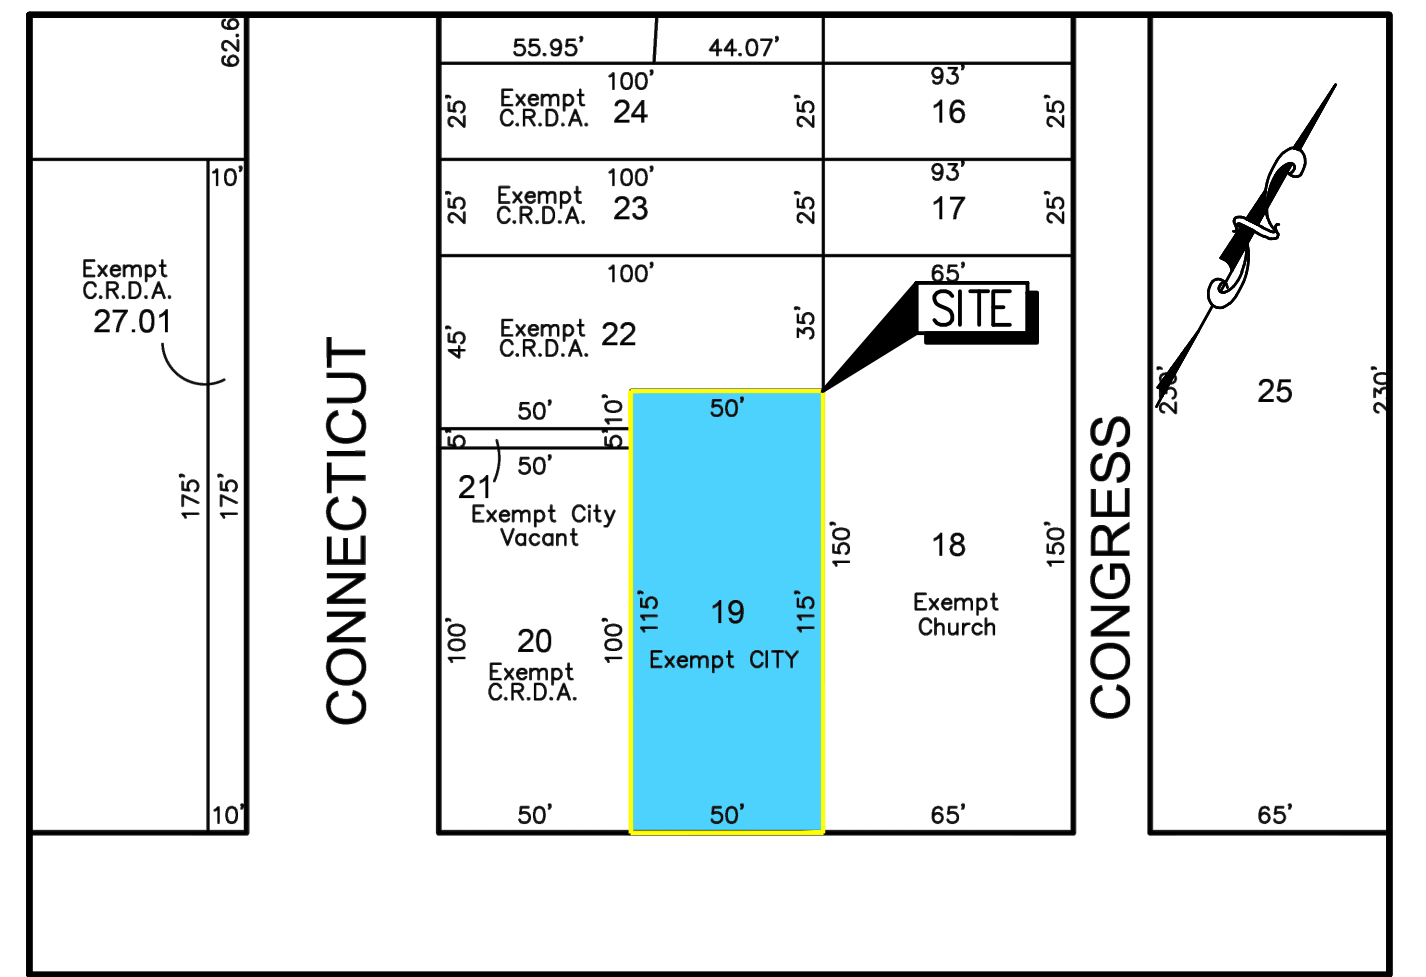 62.6
55.95’
44.07’
100’
93’
25’
Exempt
C.R.D.A.
24
25’
16
25’
10’
100’
93’
25’
Exempt
C.R.D.A.
23
25’
17
25’
Exempt
C.R.D.A.
27.01
100’
65’
SITE
45’
Exempt
C.R.D.A.
22
35’
50’
10’
50’
5’
5’
50’
21
Exempt City
Vacant
175’
175’
CONNECTICUT
150’
18
150’
Exempt
Church
CONGRESS
230’
25
230’
100’
20
Exempt
C.R.D.A.
100’
115’
19
115’
Exempt CITY
10’
50’
50’
65’
65’